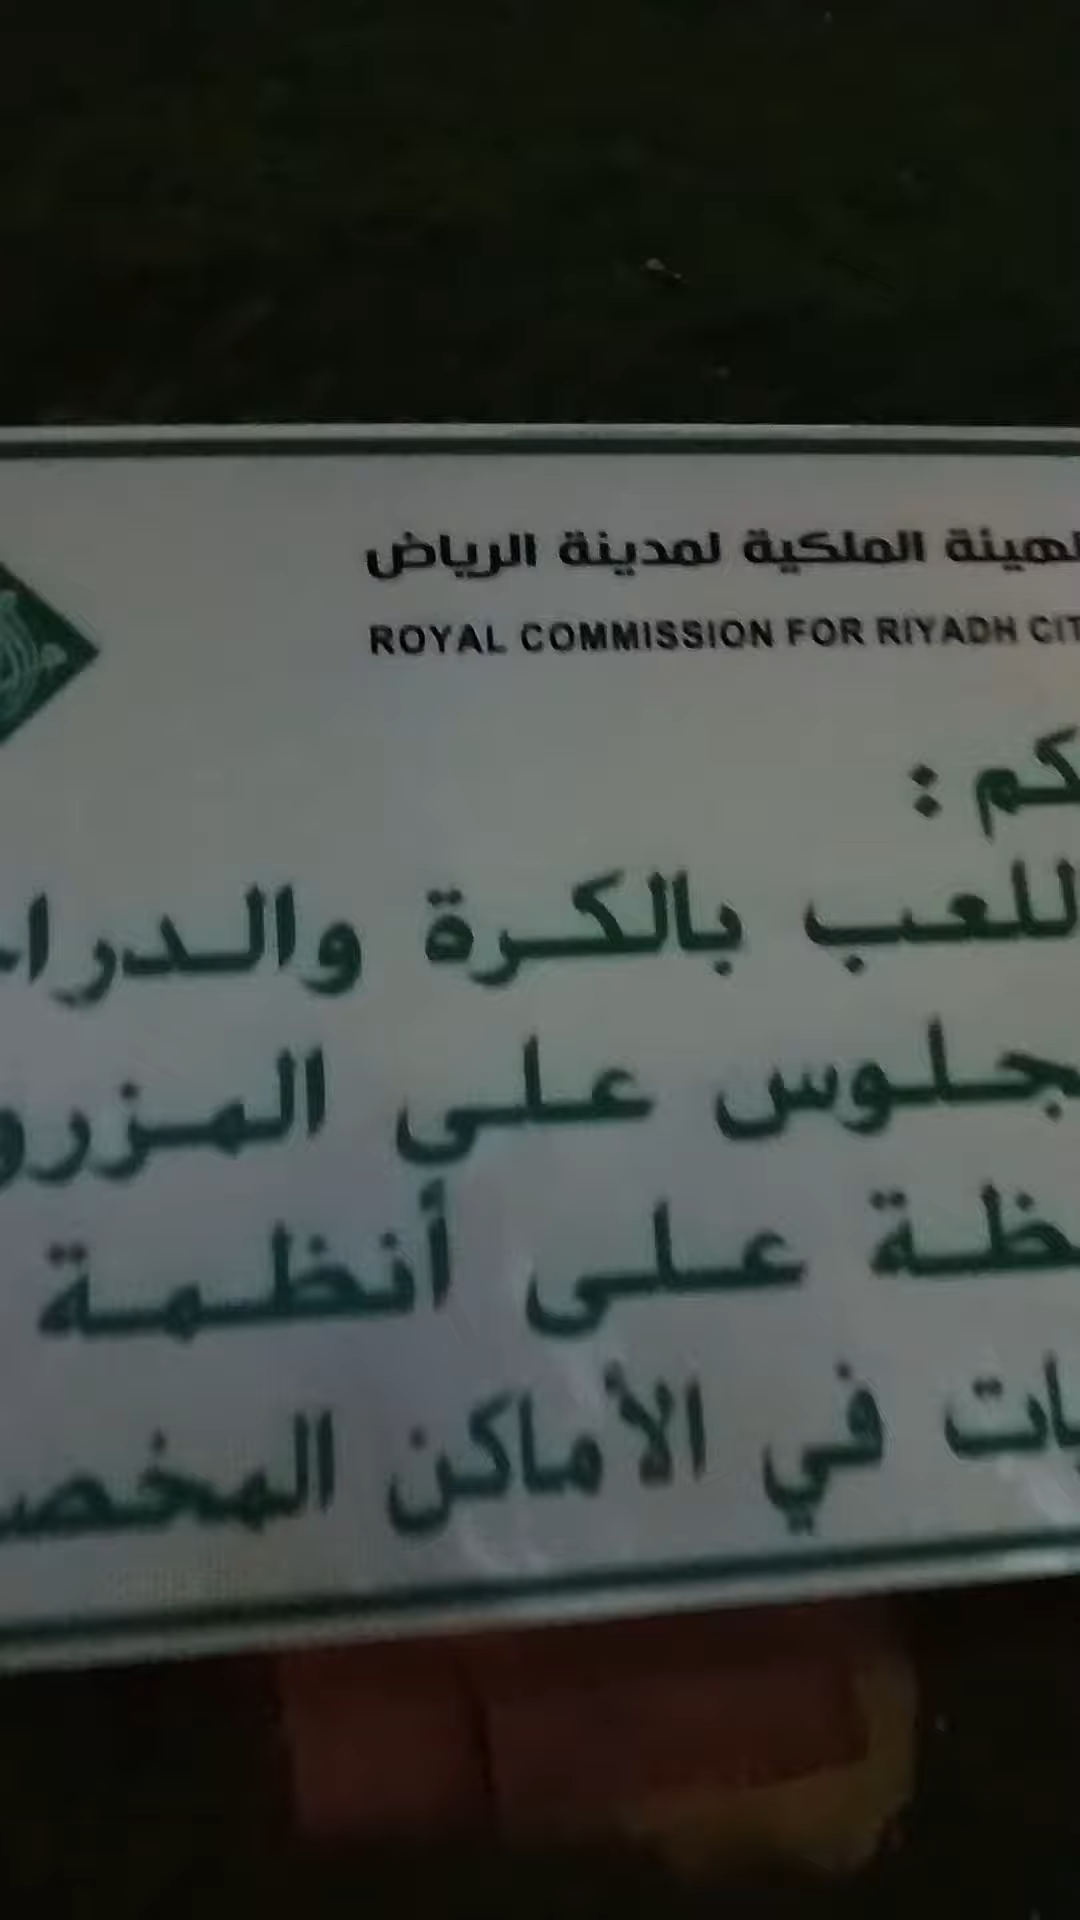 لهيئة الملكية لمدينة الرياض
ROYAL COMMISSION FOR RIYADH CIT
كم :
للعب بالكرة والدرا
جلوس على المزرو
ظة على أنظمة
ات في الأماكن المخص